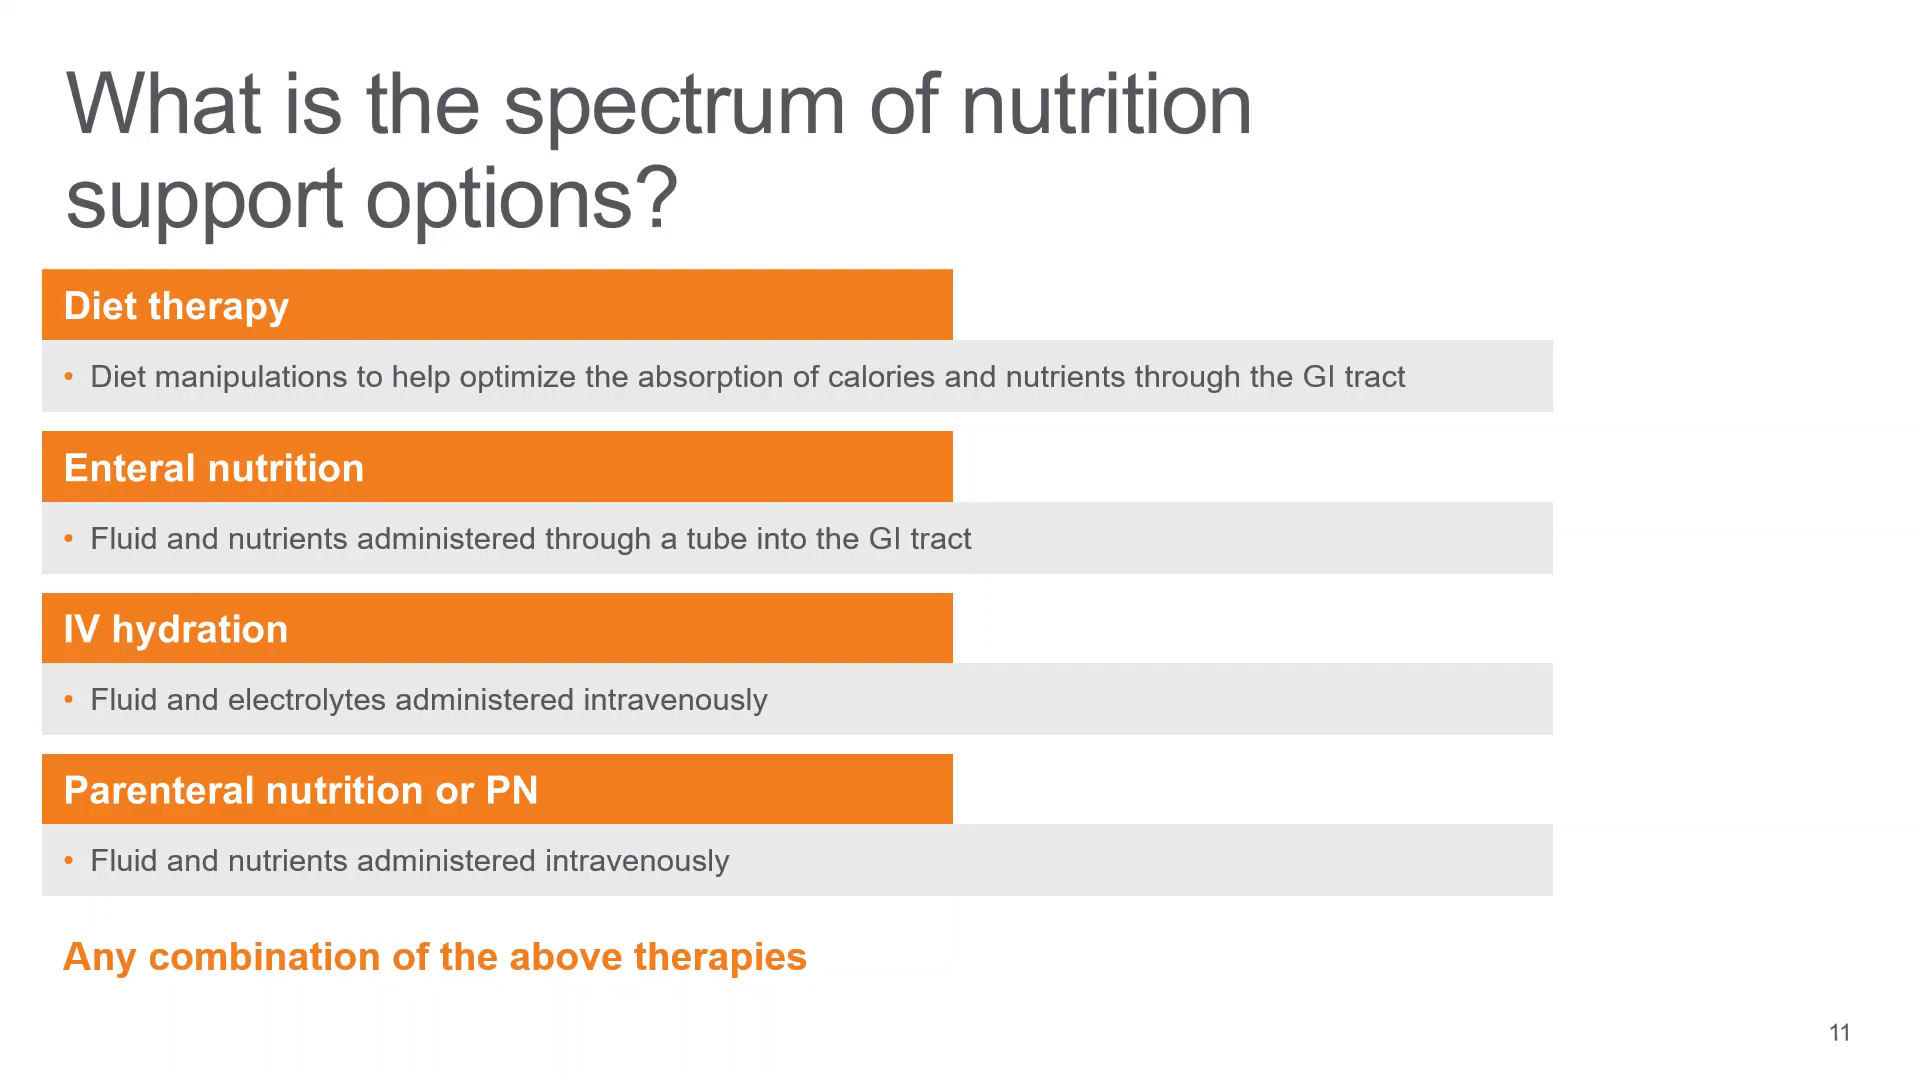 What is the spectrum of nutrition
support options?
Diet therapy
• Diet manipulations to help optimize the absorption of calories and nutrients through the GI tract
Enteral nutrition
• Fluid and nutrients administered through a tube into the GI tract
IV hydration
• Fluid and electrolytes administered intravenously
Parenteral nutrition or PN
• Fluid and nutrients administered intravenously
Any combination of the above therapies
11